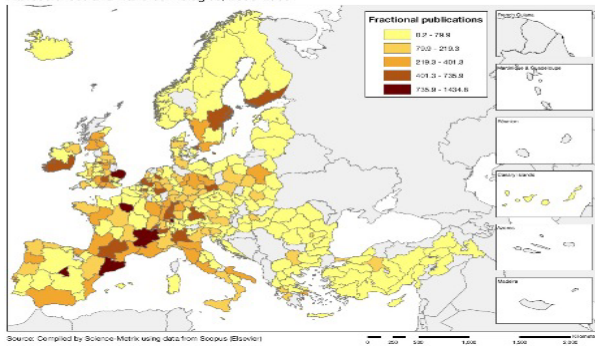 Fractional publications
0.2 - 79.9
79.9 - 219.3
219.3 - 401.3
401.3 - 735.9
735.9 - 1434.8
French Guiana
Martinique & Guadeloupe
Reunion
Canary Islands
Azores
Madeira
Source: Compiled by Science-Metrix using data from Scopus (Elsevier)
0 250 500 1,000 1,500 2,000